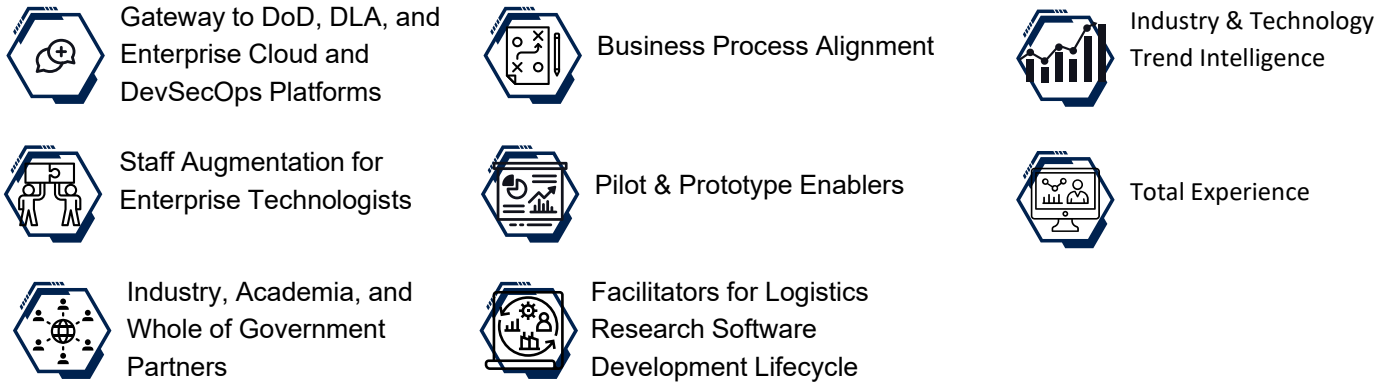 Gateway to DoD, DLA, and
Enterprise Cloud and
DevSecOps Platforms
Staff Augmentation for
Enterprise Technologists
Industry, Academia, and
Whole of Government
Partners
Business Process Alignment
Pilot & Prototype Enablers
Facilitators for Logistics
Research Software
Development Lifecycle
Industry & Technology
Trend Intelligence
Total Experience